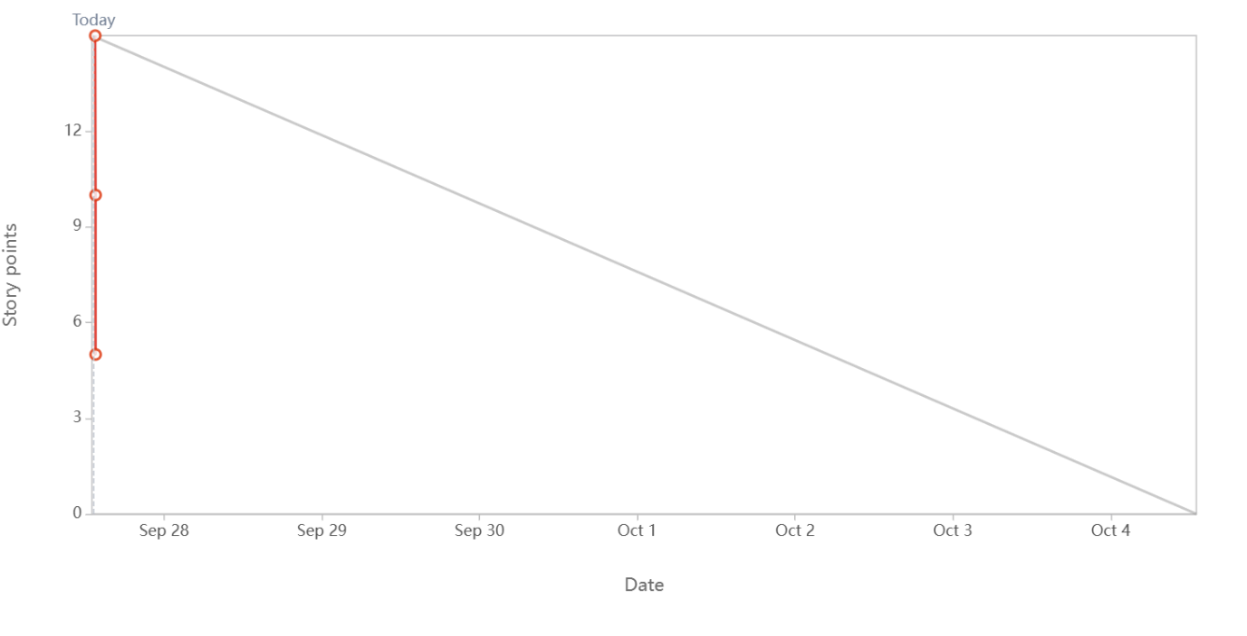 Today
12
9
6
3
0
Story points
Sep 28
Sep 29
Sep 30
Oct 1
Oct 2
Oct 3
Oct 4
Date